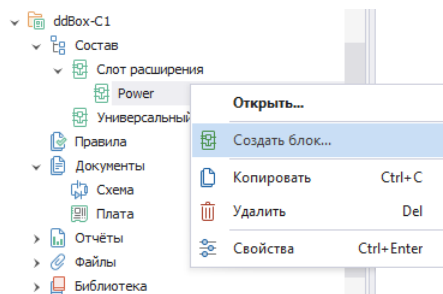 ddBox-C1
Состав
Слот расширения
Power
Универсальный
Правила
Документы
Схема
Плата
Отчёты
Файлы
Библиотека
Открыть...
Создать блок...
Копировать Ctrl+C
Удалить Del
Свойства Ctrl+Enter